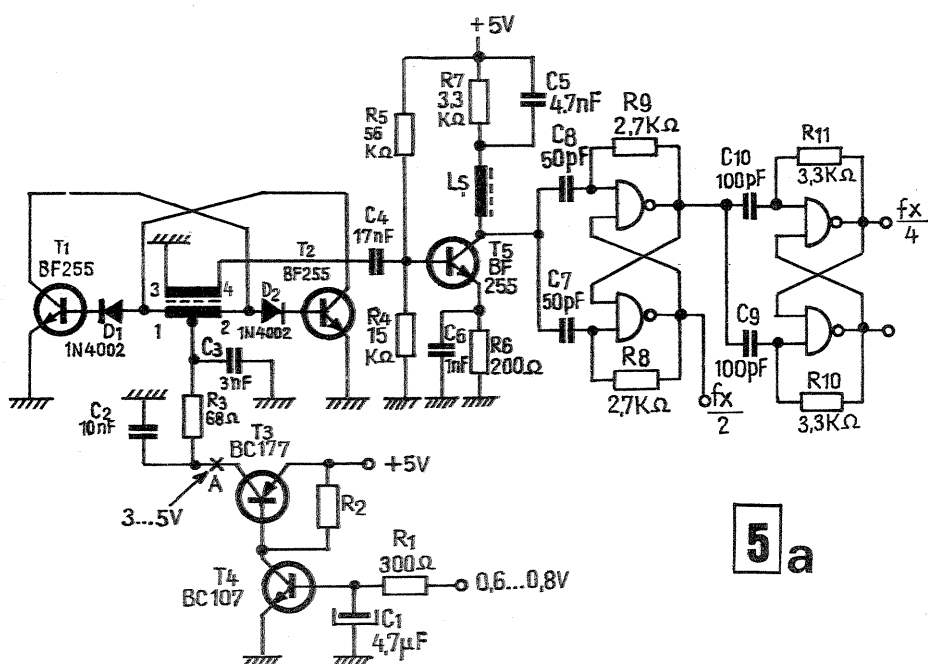 +5V
R7
3,3
KΩ
C5
4.7nF
R5
56
KΩ
R9
2,7KΩ
C8
50pF
R11
3,3KΩ
C10
100pF
L5
C4
17nF
T1
BF255
T2
BF255
T5
BF
255
fx
4
3
4
1
2
D1
1N4002
D2
1N4002
C7
50pF
C9
100pF
R4
15
KΩ
C6
1nF
R6
200Ω
R8
2,7KΩ
R10
3,3KΩ
fx
2
C3
3nF
C2
10nF
R3
68Ω
T3
BC177
+5V
A
3...5V
R2
R1
300Ω
0,6...0,8V
T4
BC107
C1
4,7µF
5a